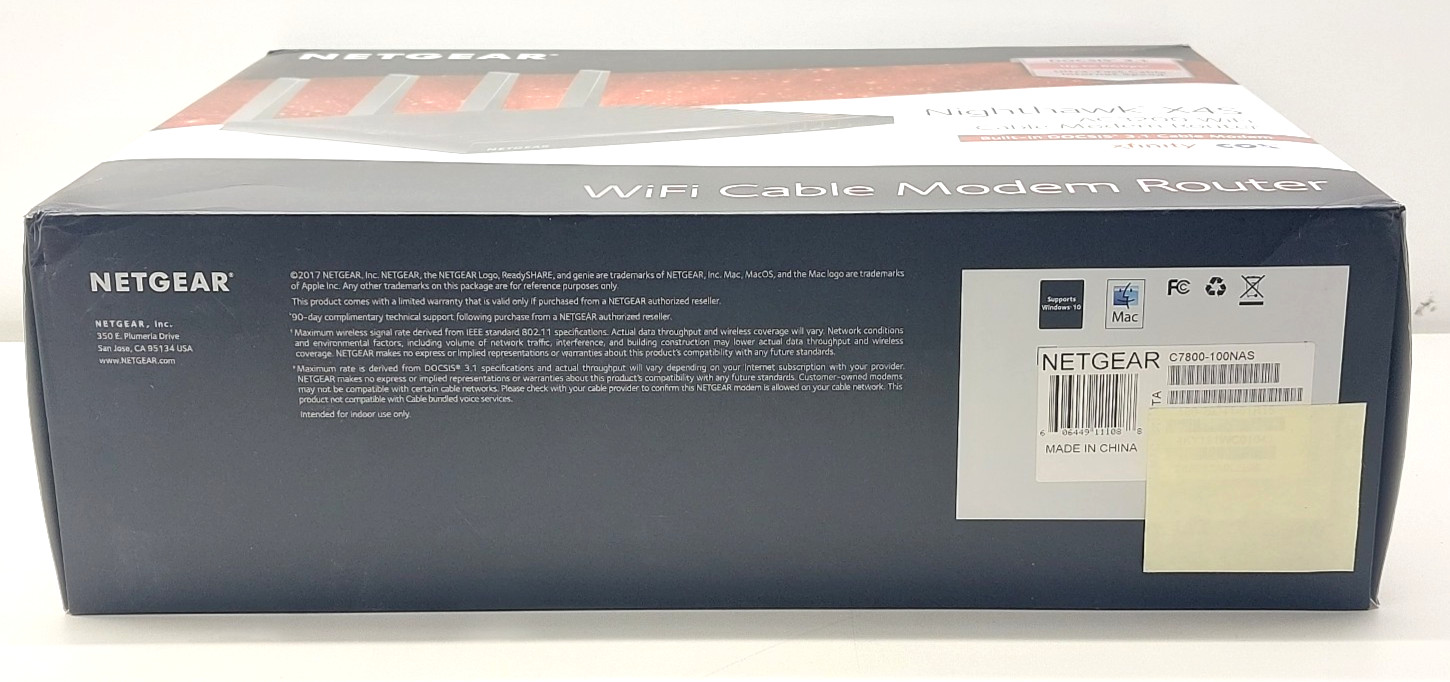 NETGEAR
DOCSIS® 3.1
Nighthawk® X4S
AC3200 WiFi
Cable Modem Router
Built-in DOCSIS® 3.1 Cable Modem
xfinity COX
NETGEAR
WiFi Cable Modem Router
NETGEAR®
NETGEAR, Inc.
350 E. Plumeria Drive
San Jose, CA 95134 USA
www.NETGEAR.com
©2017 NETGEAR, Inc. NETGEAR, the NETGEAR Logo, ReadySHARE, and genie are trademarks of NETGEAR, Inc. Mac, MacOS, and the Mac logo are trademarks
of Apple Inc. Any other trademarks on this package are for reference purposes only.
This product comes with a limited warranty that is valid only if purchased from a NETGEAR authorized reseller.
*90-day complimentary technical support following purchase from a NETGEAR authorized reseller.
†Maximum wireless signal rate derived from IEEE standard 802.11 specifications. Actual data throughput and wireless coverage will vary. Network conditions
and environmental factors, including volume of network traffic, interference, and building construction may lower actual data throughput and wireless
coverage. NETGEAR makes no express or implied representations or warranties about this product's compatibility with any future standards.
°Maximum rate is derived from DOCSIS® 3.1 specifications and actual throughput will vary depending on your Internet subscription with your provider.
NETGEAR makes no express or implied representations or warranties about this product's compatibility with any future standards. Customer-owned modems
may not be compatible with certain cable networks. Please check with your cable provider to confirm this NETGEAR modem is allowed on your cable network. This
product not compatible with Cable bundled voice services.
Intended for indoor use only.
Supports
Windows® 10
Mac
FC
NETGEAR
C7800-100NAS
TA
6 06449 11108 8
MADE IN CHINA